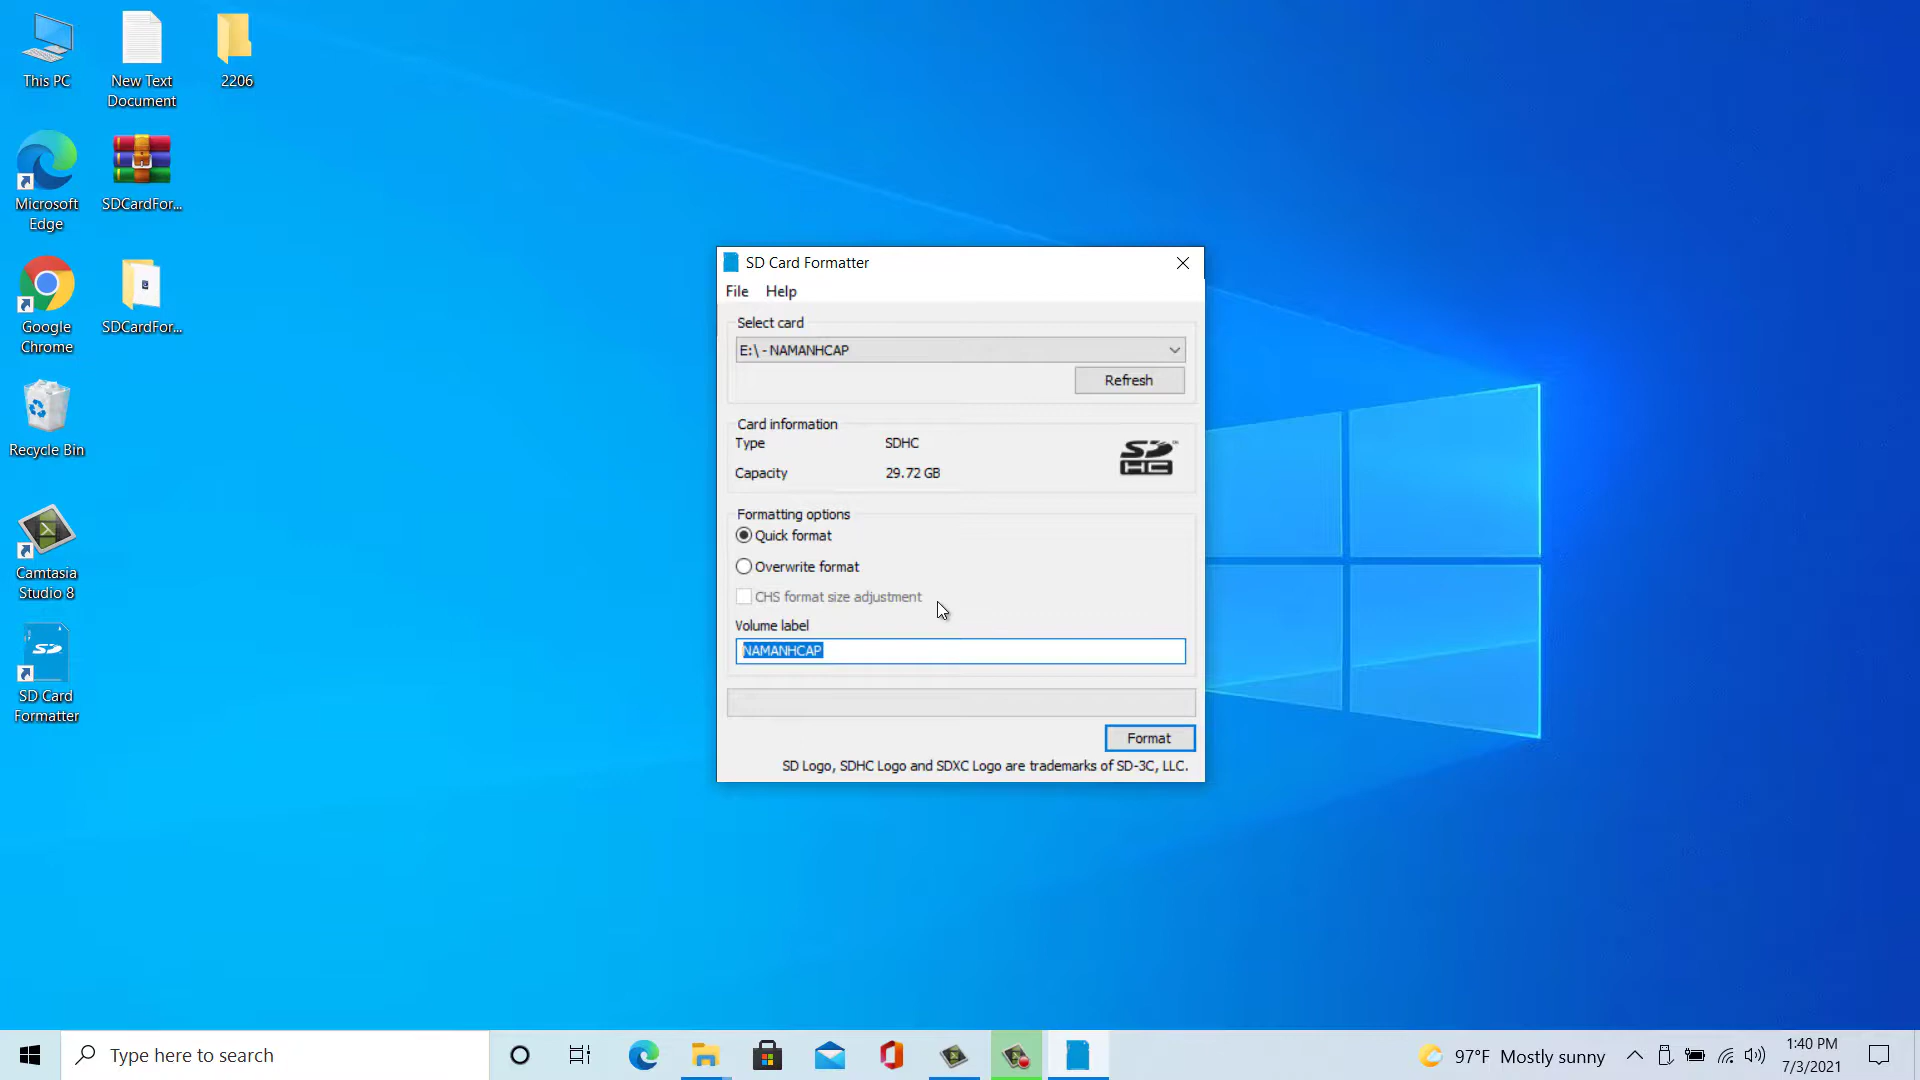 This PC
New Text
Document
2206
Microsoft
Edge
SDCardFor...
Google
Chrome
SDCardFor...
Recycle Bin
Camtasia
Studio 8
SD Card
Formatter
SD Card Formatter
File Help
Select card
E:\ - NAMANHCAP
Refresh
Card information
Type SDHC
SD HC ™
Capacity 29.72 GB
Formatting options
Quick format
Overwrite format
CHS format size adjustment
Volume label
NAMANHCAP
Format
SD Logo, SDHC Logo and SDXC Logo are trademarks of SD-3C, LLC.
Type here to search
97°F Mostly sunny
1:40 PM
7/3/2021